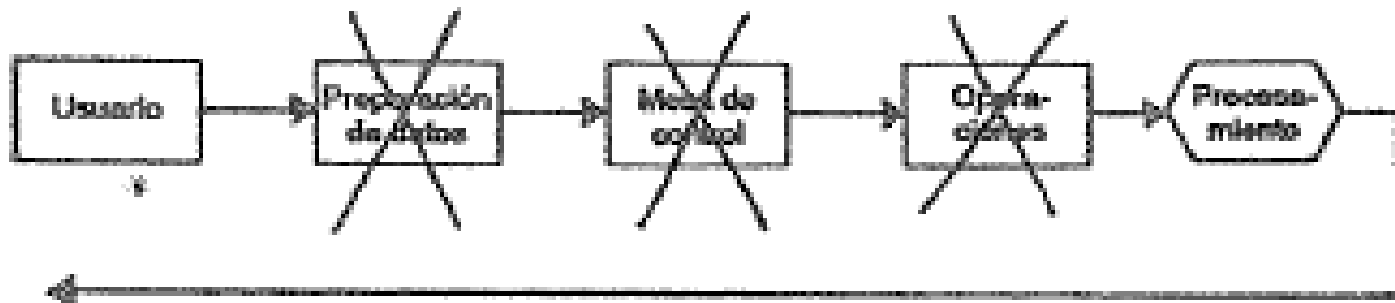 Usuario
Preparación
de datos
Mesa de
control
Opera-
ciones
Procesa-
miento